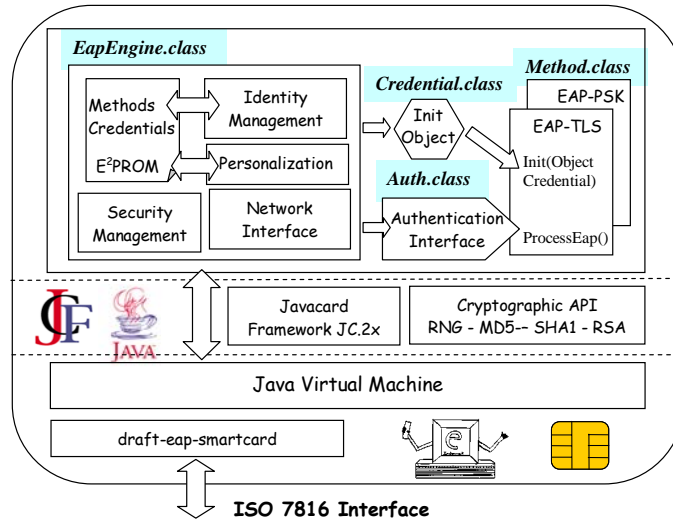 EapEngine.class
Methods
Credentials
E²PROM
Identity
Management
Personalization
Security
Management
Network
Interface
Credential.class
Init
Object
Auth.class
Authentication
Interface
Method.class
EAP-PSK
EAP-TLS
Init(Object
Credential)
ProcessEap()
JCF
JAVA
Javacard
Framework JC.2x
Cryptographic API
RNG - MD5-- SHA1 - RSA
Java Virtual Machine
draft-eap-smartcard
e
ISO 7816 Interface